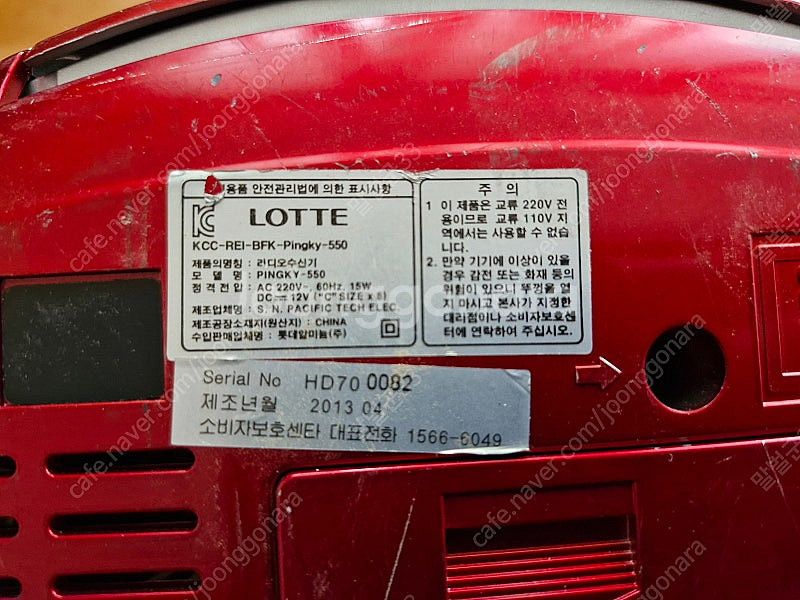 용품 안전관리법에 의한 표시사항
LOTTE
KCC-REI-BFK-Pingky-550
제품의명칭 : 라디오수신기
모 델 명 : PINGKY-550
정격전압 : AC 220V~, 60Hz, 15W
DC⎓12V ("C"SIZE x 8)
제조업체명 : S. N. PACIFIC TECH ELEC.
제조공장소재지(원산지) : CHINA
수입판매업체명 : 롯데알미늄(주)
주 의
1 이 제품은 교류 220V 전
용이므로 교류 110V 지
역에서는 사용할 수 없습
니다.
2. 만약 기기에 이상이 있을
경우 감전 또는 화재 등의
위험이 있으니 뚜껑을 열
지 마시고 본사가 지정한
대리점이나 소비자보호센
터에 연락하여 주십시오.
Serial No HD70 0082
제조년월 2013 04
소비자보호센타 대표전화 1566-6049
cafe.naver.com/joonggonara
joonggonara